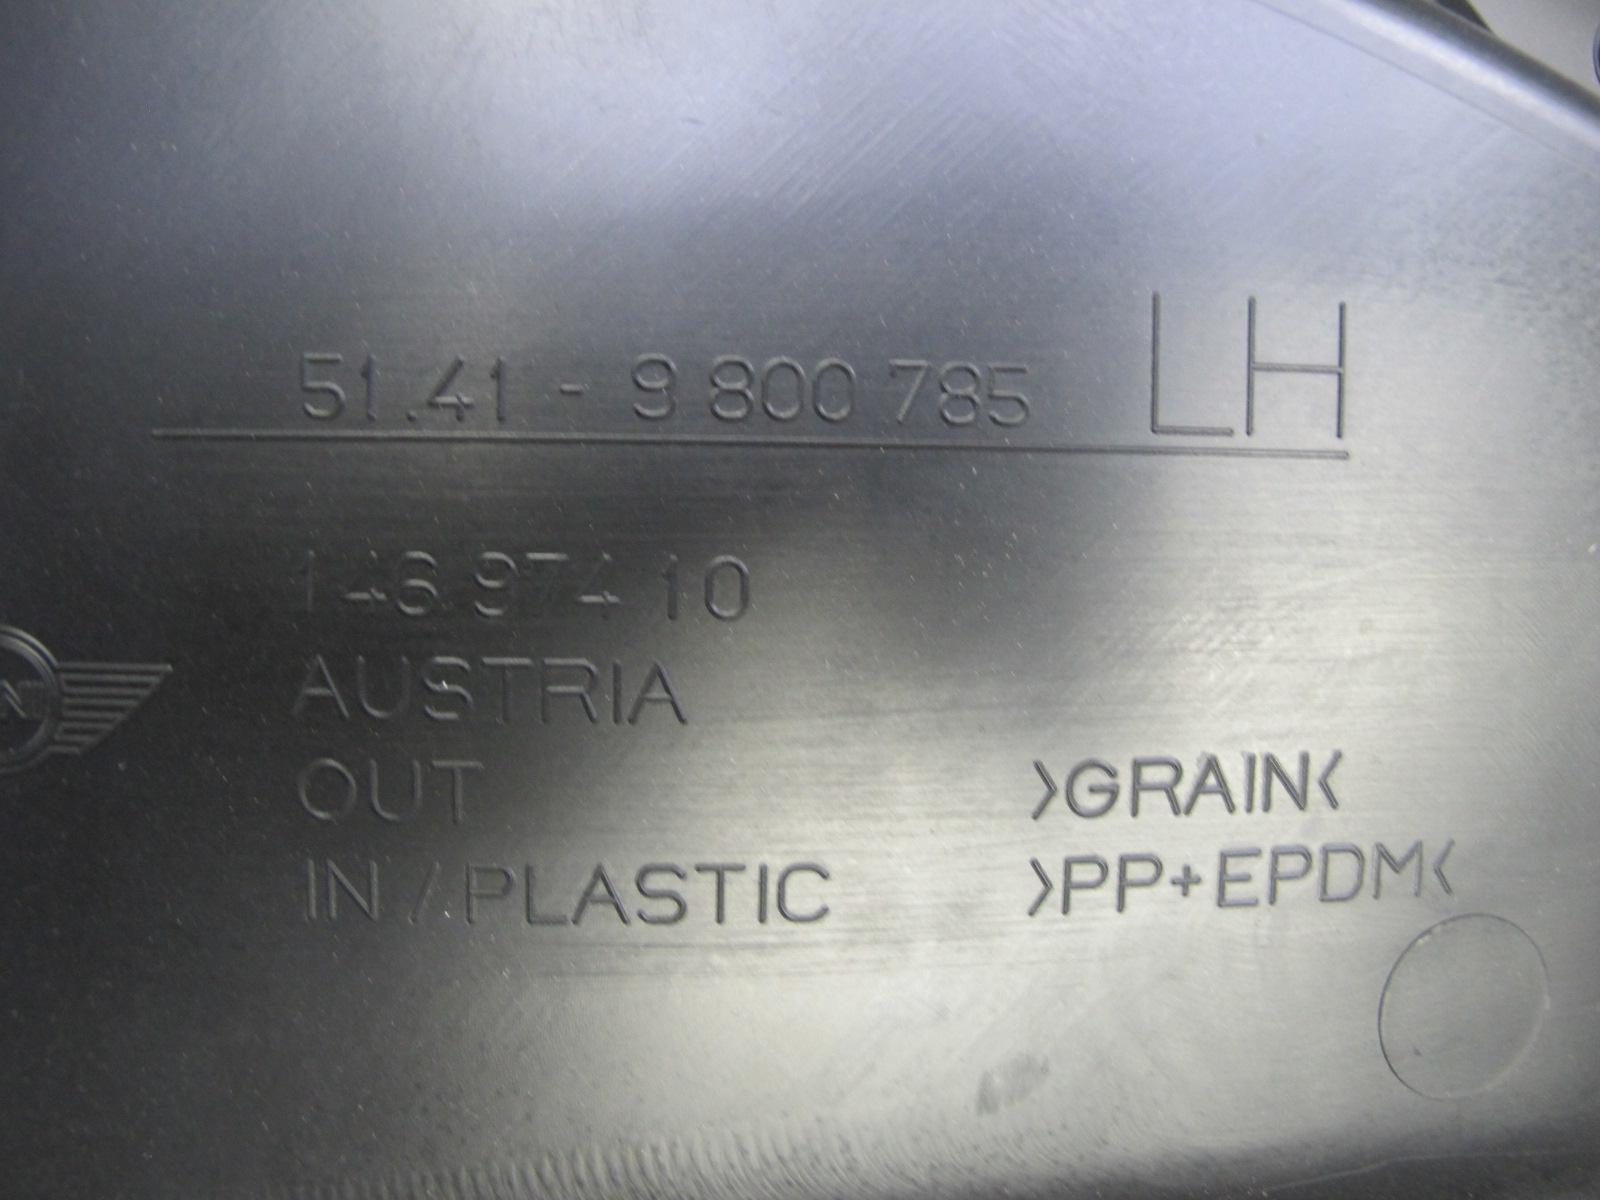 51.41 - 9 800 785 LH
146 974 10
AUSTRIA
OUT >GRAIN<
IN / PLASTIC >PP+EPDM<